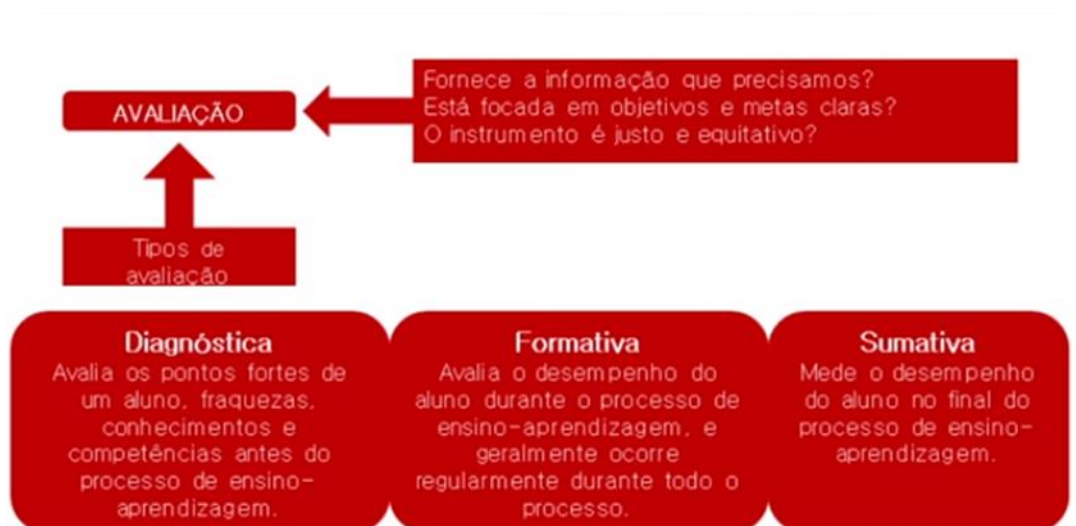 Fornece a informação que precisamos?
AVALIAÇÃO
Está focada em objetivos e metas claras?
O instrumento é justo e equitativo?
Tipos de
avaliação
Diagnóstica
Avalia os pontos fortes de
um aluno, fraquezas,
conhecimentos e
competências antes do
processo de ensino-
aprendizagem.
Formativa
Avalia o desempenho do
aluno durante o processo de
ensino-aprendizagem, e
geralmente ocorre
regularmente durante todo o
processo.
Sumativa
Mede o desempenho
do aluno no final do
processo de ensino-
aprendizagem.